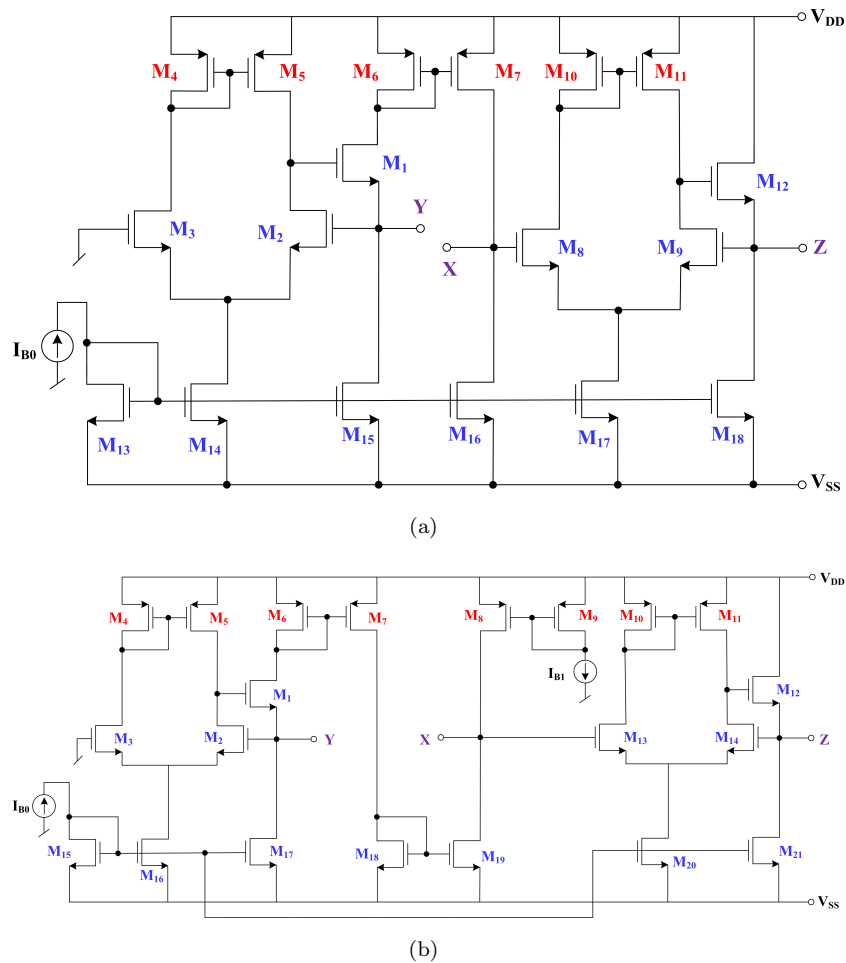 V_DD
M_4 M_5 M_6 M_7 M_10 M_11
M_1 M_12
Y
M_3 M_2 M_8 M_9 Z
X
I_B0
M_13 M_14 M_15 M_16 M_17 M_18
V_SS
(a)
V_DD
M_4 M_5 M_6 M_7 M_8 M_9 M_10 M_11
I_B1
M_1 M_12
M_3 M_2 Y X M_13 M_14 Z
I_B0
M_15 M_16 M_17 M_18 M_19 M_20 M_21
V_SS
(b)